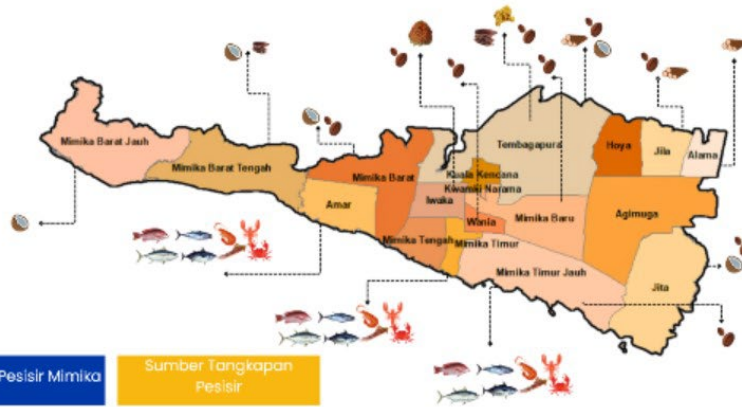 Mimika Barat Jauh
Mimika Barat Tengah
Mimika Barat
Amar
Tembagapura
Hoya
Jila
Alama
Kuala Kencana
Kwamki Narama
Iwaka
Wania
Mimika Baru
Agimuga
Mimika Tengah
Mimika Timur
Mimika Timur Jauh
Jita
Pesisir Mimika
Sumber Tangkapan
Pesisir